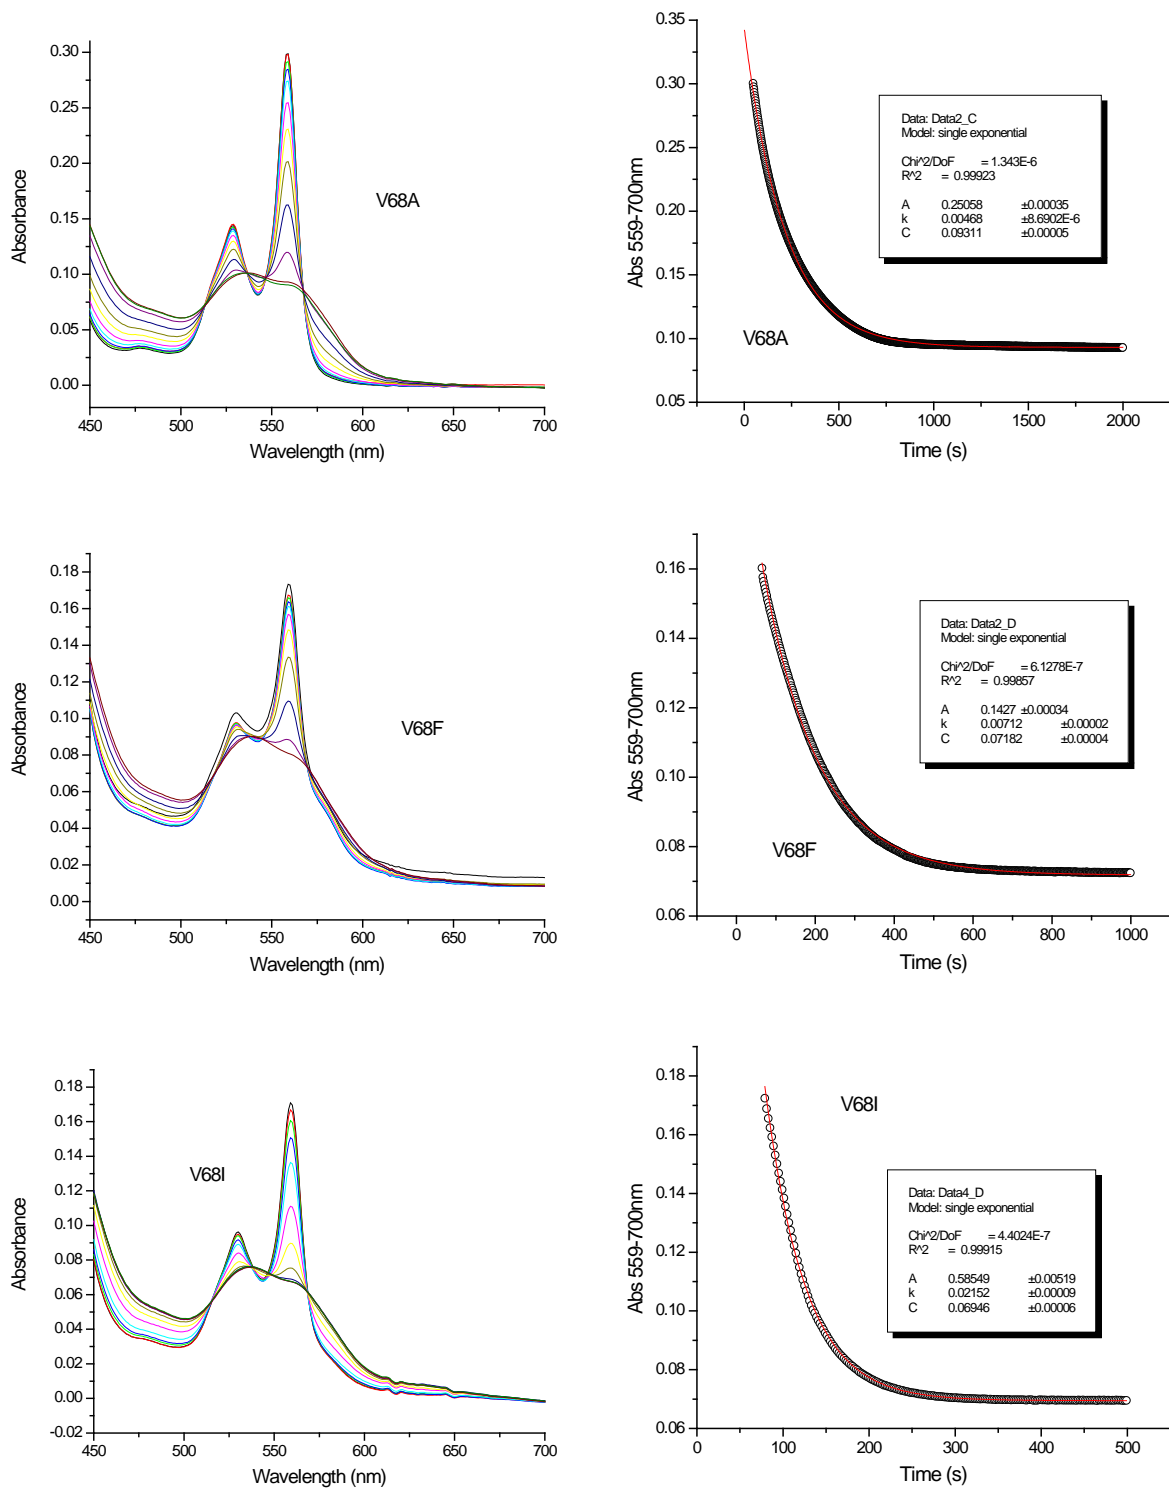 0.30
0.25
0.20
0.15
0.10
0.05
0.00
Absorbance
V68A
450 500 550 600 650 700
Wavelength (nm)
0.35
0.30
0.25
0.20
0.15
0.10
0.05
Abs 559-700nm
Data: Data2_C
Model: single exponential
Chi^2/DoF = 1.343E-6
R^2 = 0.99923
A 0.25058 ±0.00035
k 0.00468 ±8.6902E-6
C 0.09311 ±0.00005
V68A
0 500 1000 1500 2000
Time (s)
0.18
0.16
0.14
0.12
0.10
0.08
0.06
0.04
0.02
0.00
Absorbance
V68F
450 500 550 600 650 700
Wavelength (nm)
0.16
0.14
0.12
0.10
0.08
0.06
Abs 559-700nm
Data: Data2_D
Model: single exponential
Chi^2/DoF = 6.1278E-7
R^2 = 0.99857
A 0.1427 ±0.00034
k 0.00712 ±0.00002
C 0.07182 ±0.00004
V68F
0 200 400 600 800 1000
Time (s)
0.18
0.16
0.14
0.12
0.10
0.08
0.06
0.04
0.02
0.00
-0.02
Absorbance
V68I
450 500 550 600 650 700
Wavelength (nm)
0.18
0.16
0.14
0.12
0.10
0.08
0.06
Abs 559-700nm
V68I
Data: Data4_D
Model: single exponential
Chi^2/DoF = 4.4024E-7
R^2 = 0.99915
A 0.58549 ±0.00519
k 0.02152 ±0.00009
C 0.06946 ±0.00006
0 100 200 300 400 500
Time (s)